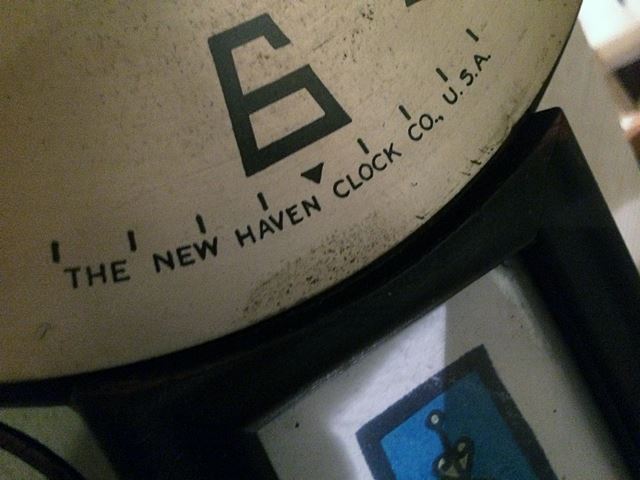 6
THE NEW HAVEN CLOCK CO., U.S.A.